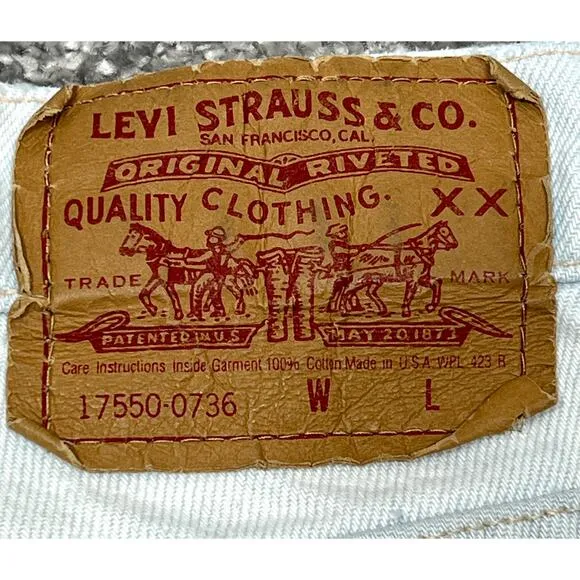 LEVI STRAUSS & CO.
SAN FRANCISCO, CAL.
ORIGINAL RIVETED
QUALITY CLOTHING. XX
TRADE MARK
PATENTED IN U.S. MAY 20 1873
Care Instructions Inside Garment 100% Cotton Made in U.S.A. WPL 423 B
17550-0736 W L